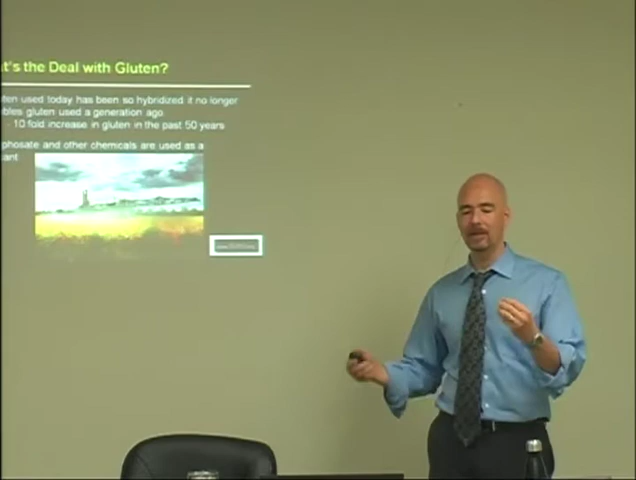 t's the Deal with Gluten?
ten used today has been so hybridized it no longer
bles gluten used a generation ago
10 fold increase in gluten in the past 50 years
phosate and other chemicals are used as a
ant